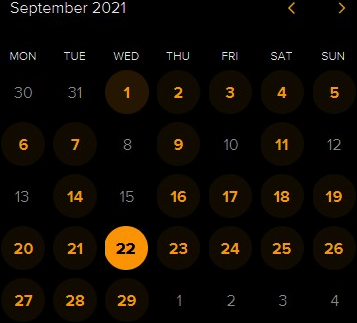 September 2021
MON TUE WED THU FRI SAT SUN
30 31 1 2 3 4 5
6 7 8 9 10 11 12
13 14 15 16 17 18 19
20 21 22 23 24 25 26
27 28 29 1 2 3 4